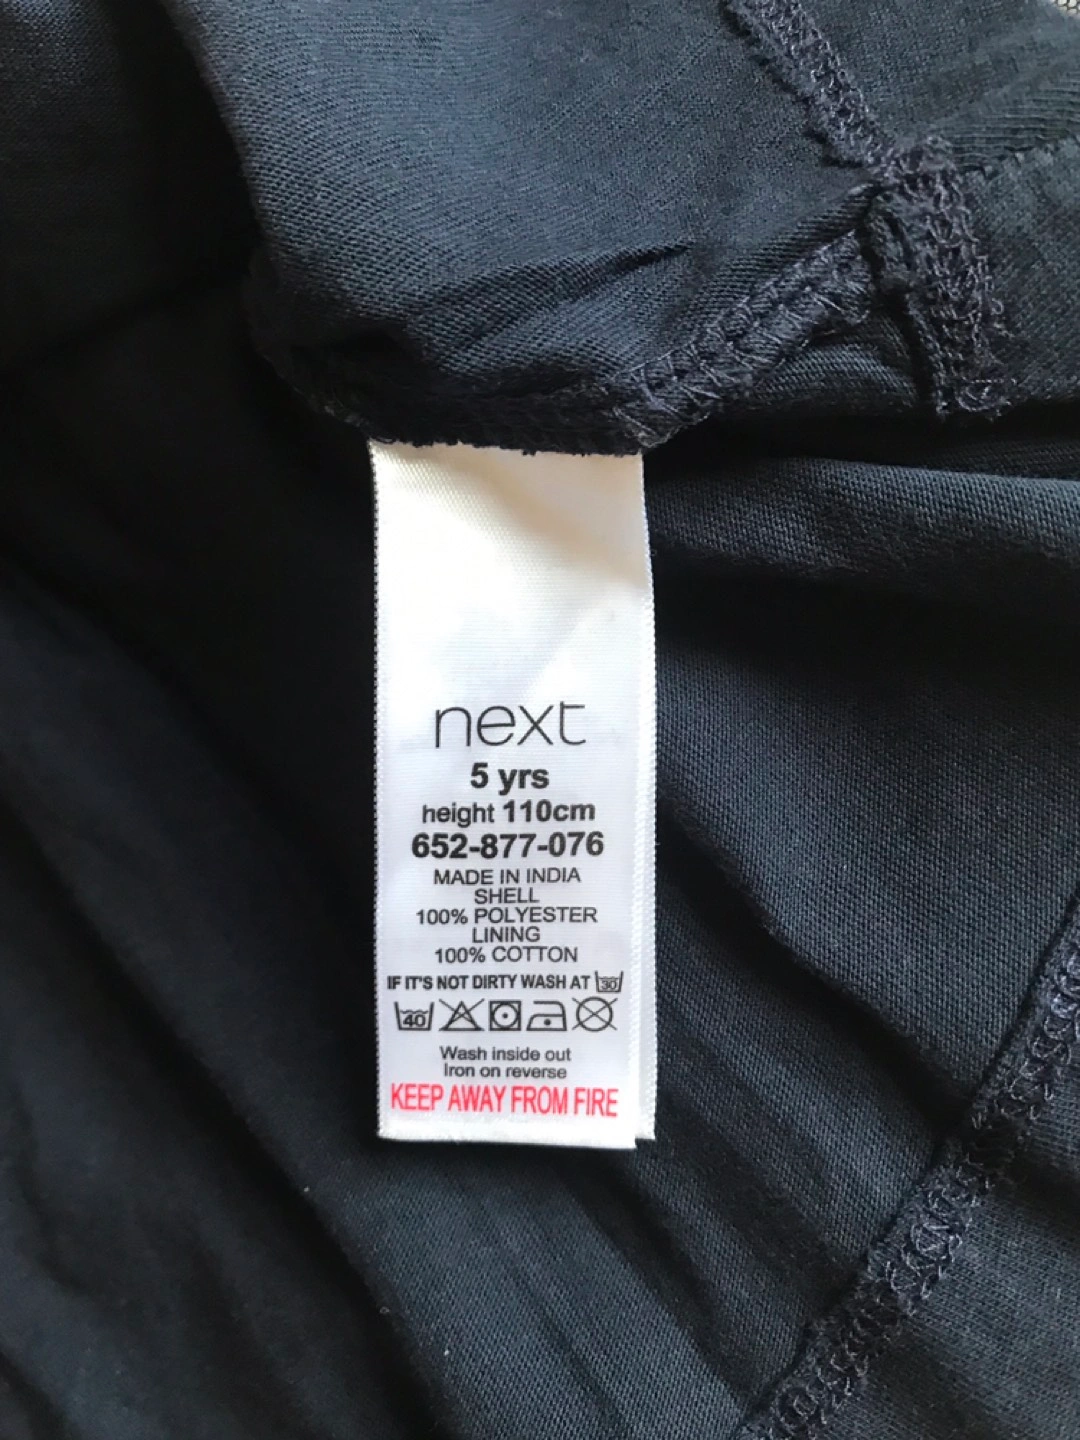 next
5 yrs
height 110cm
652-877-076
MADE IN INDIA
SHELL
100% POLYESTER
LINING
100% COTTON
IF IT'S NOT DIRTY WASH AT 30
40
Wash inside out
Iron on reverse
KEEP AWAY FROM FIRE